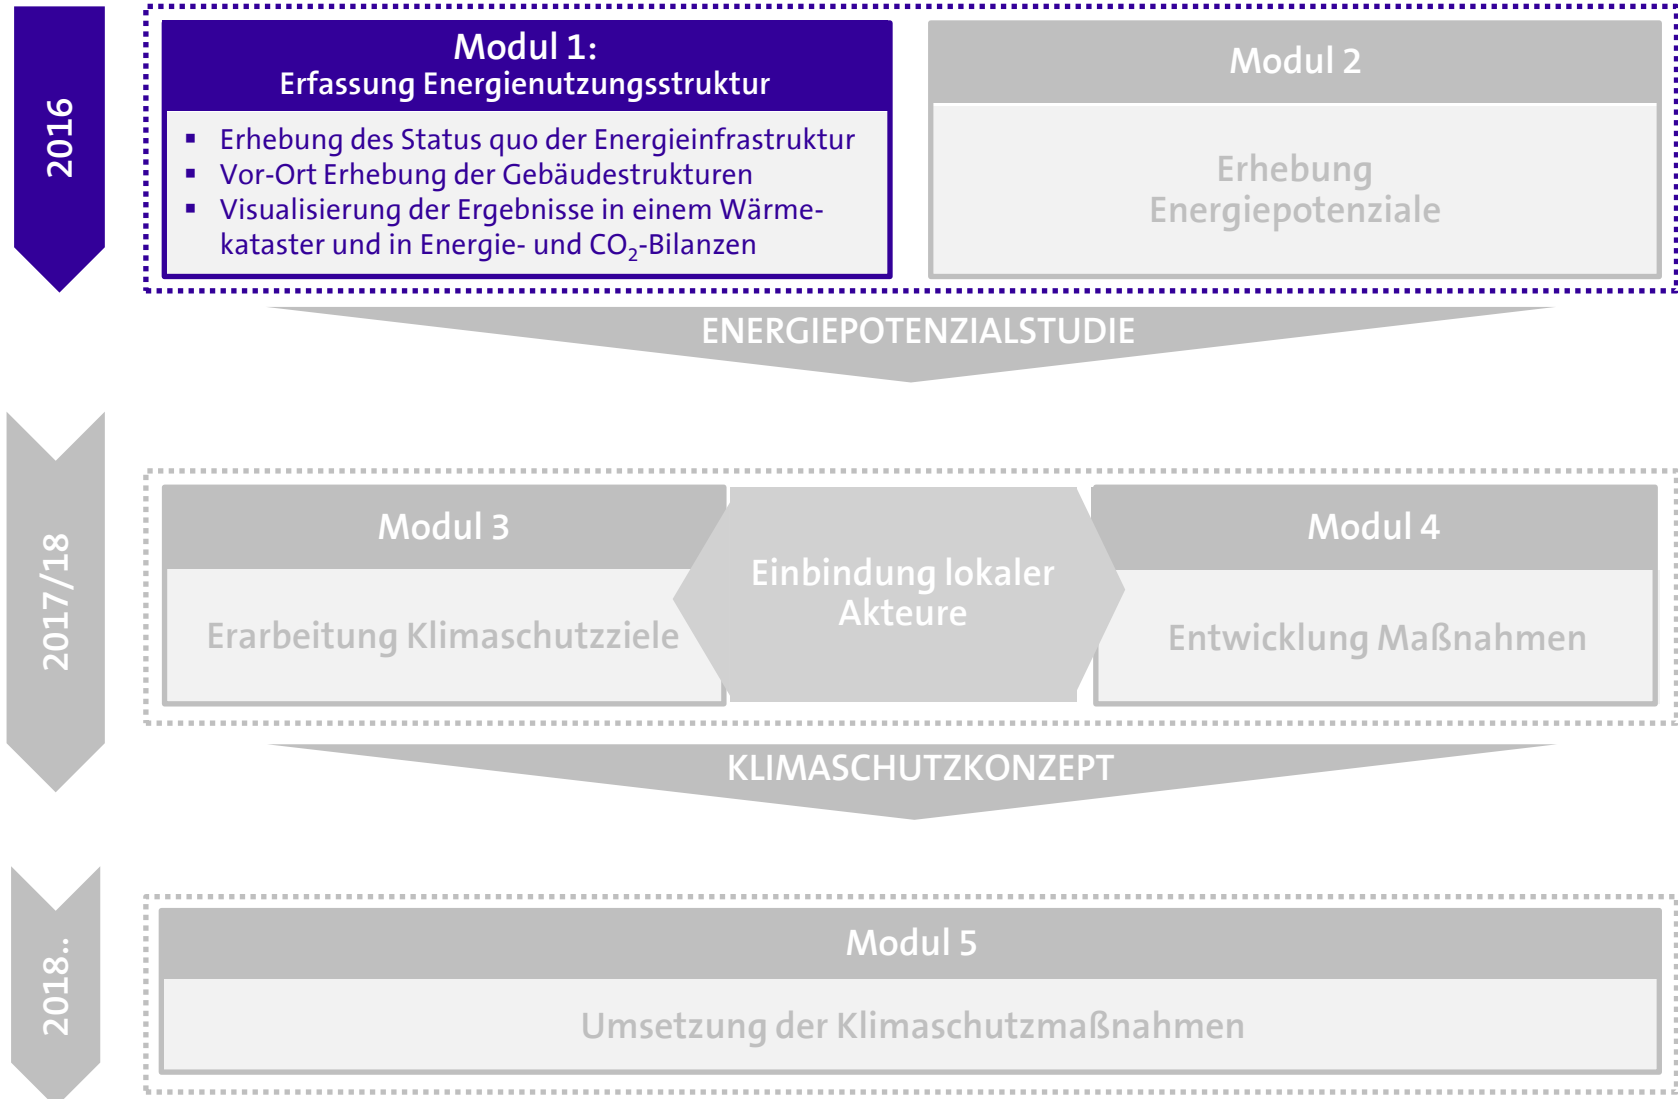 2016
Modul 1:
Erfassung Energienutzungsstruktur
▪ Erhebung des Status quo der Energieinfrastruktur
▪ Vor-Ort Erhebung der Gebäudestrukturen
▪ Visualisierung der Ergebnisse in einem Wärme-
kataster und in Energie- und CO₂-Bilanzen
Modul 2
Erhebung
Energiepotenziale
ENERGIEPOTENZIALSTUDIE
2017/18
Modul 3
Erarbeitung Klimaschutzziele
Einbindung lokaler
Akteure
Modul 4
Entwicklung Maßnahmen
KLIMASCHUTZKONZEPT
2018..
Modul 5
Umsetzung der Klimaschutzmaßnahmen